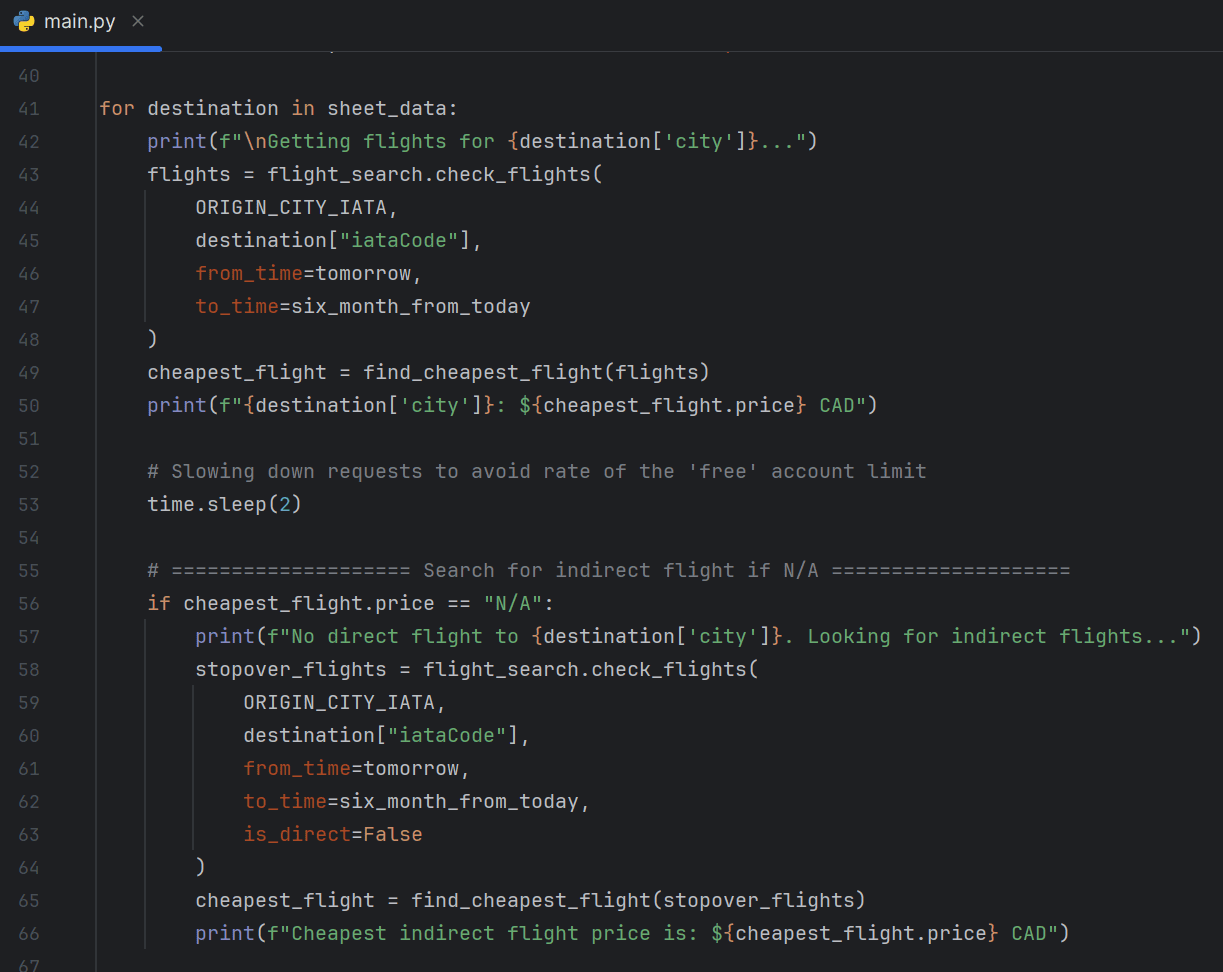 main.py
40
41 for destination in sheet_data:
42     print(f"\nGetting flights for {destination['city']}...")
43     flights = flight_search.check_flights(
44         ORIGIN_CITY_IATA,
45         destination["iataCode"],
46         from_time=tomorrow,
47         to_time=six_month_from_today
48     )
49     cheapest_flight = find_cheapest_flight(flights)
50     print(f"{destination['city']}: ${cheapest_flight.price} CAD")
51
52     # Slowing down requests to avoid rate of the 'free' account limit
53     time.sleep(2)
54
55     # ==================== Search for indirect flight if N/A ====================
56     if cheapest_flight.price == "N/A":
57         print(f"No direct flight to {destination['city']}. Looking for indirect flights...")
58         stopover_flights = flight_search.check_flights(
59             ORIGIN_CITY_IATA,
60             destination["iataCode"],
61             from_time=tomorrow,
62             to_time=six_month_from_today,
63             is_direct=False
64         )
65         cheapest_flight = find_cheapest_flight(stopover_flights)
66         print(f"Cheapest indirect flight price is: ${cheapest_flight.price} CAD")
67